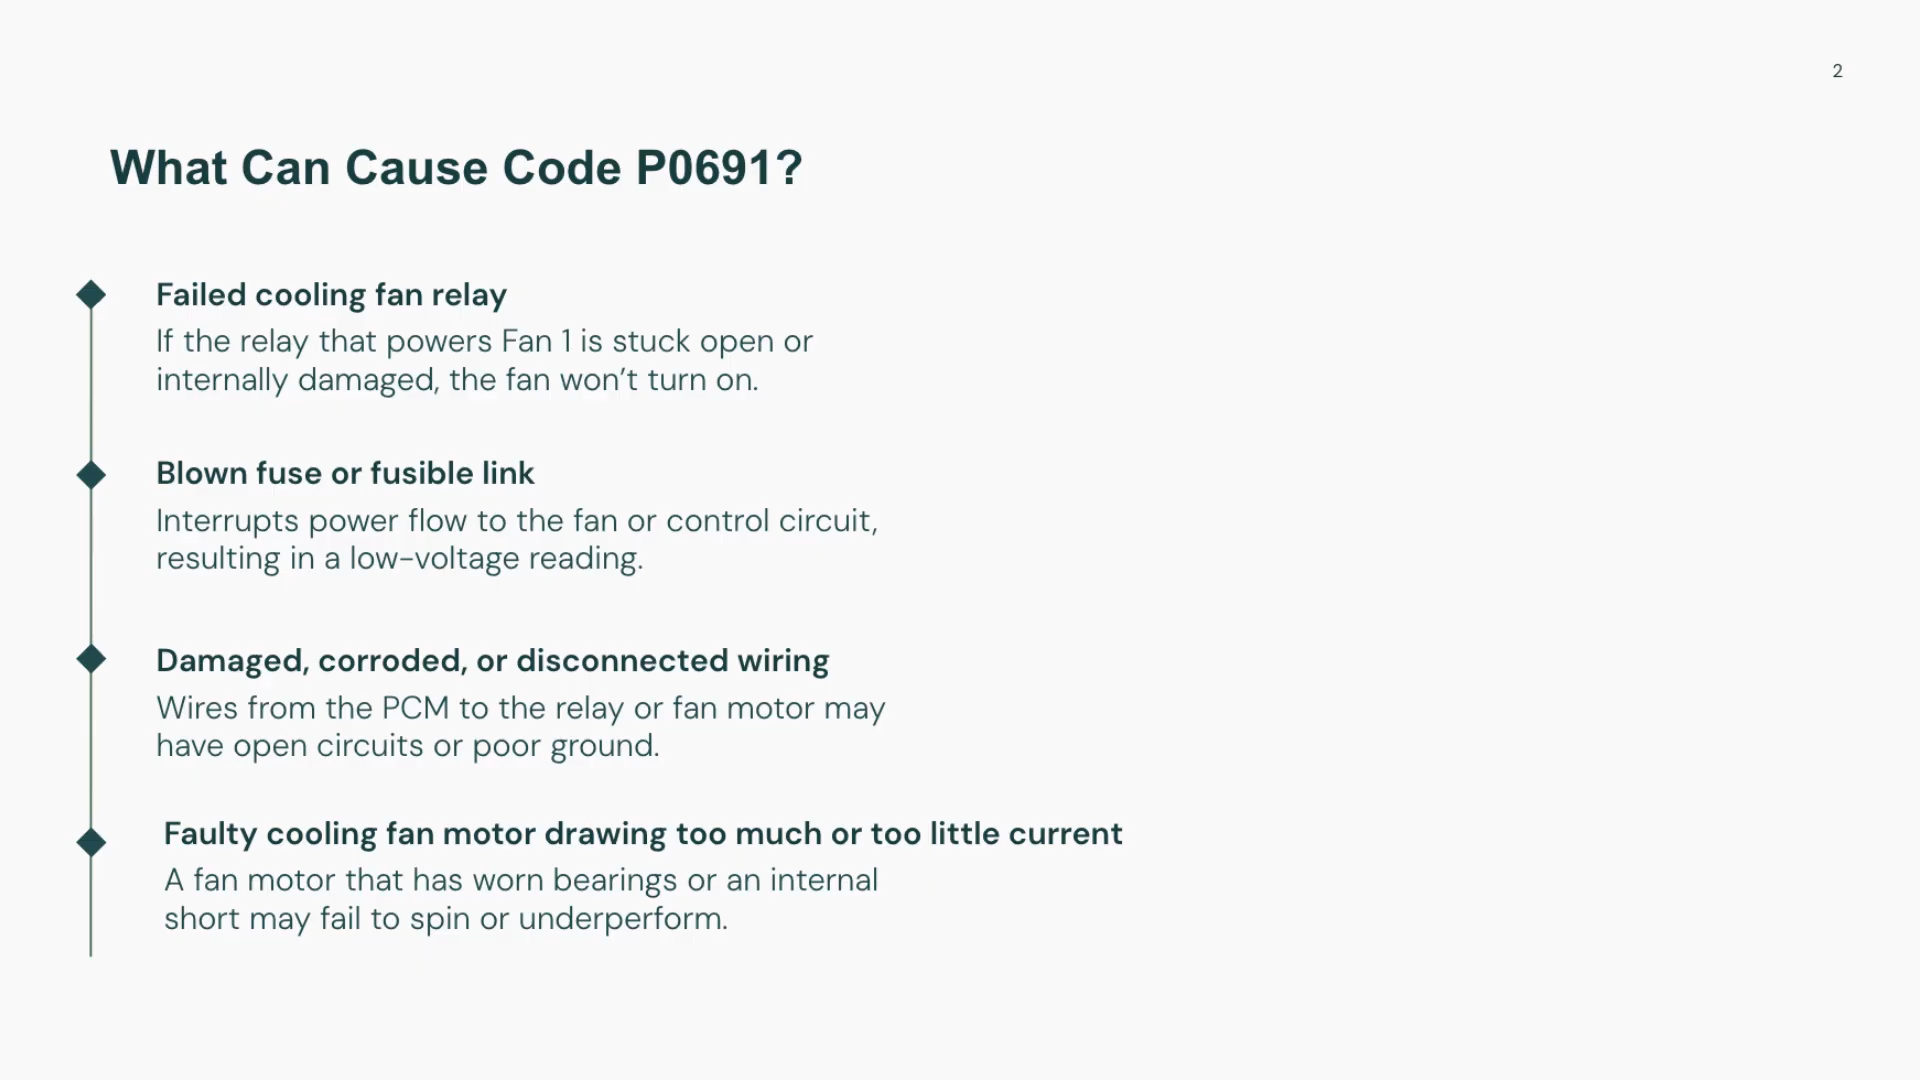 2
What Can Cause Code P0691?
Failed cooling fan relay
If the relay that powers Fan 1 is stuck open or
internally damaged, the fan won’t turn on.
Blown fuse or fusible link
Interrupts power flow to the fan or control circuit,
resulting in a low-voltage reading.
Damaged, corroded, or disconnected wiring
Wires from the PCM to the relay or fan motor may
have open circuits or poor ground.
Faulty cooling fan motor drawing too much or too little current
A fan motor that has worn bearings or an internal
short may fail to spin or underperform.